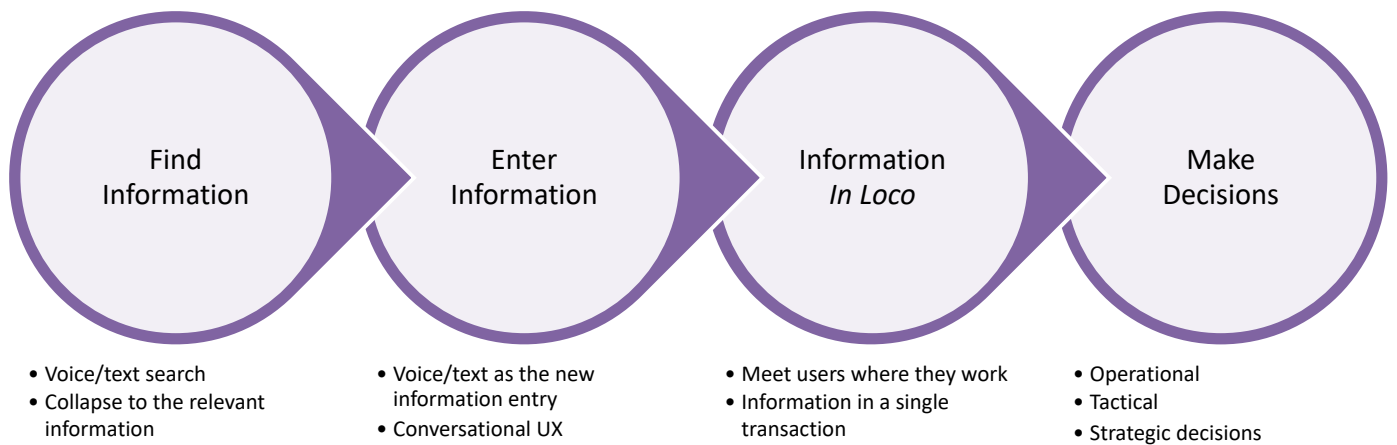 Find
Information
Enter
Information
Information
In Loco
Make
Decisions
• Voice/text search
• Collapse to the relevant
information
• Voice/text as the new
information entry
• Conversational UX
• Meet users where they work
• Information in a single
transaction
• Operational
• Tactical
• Strategic decisions